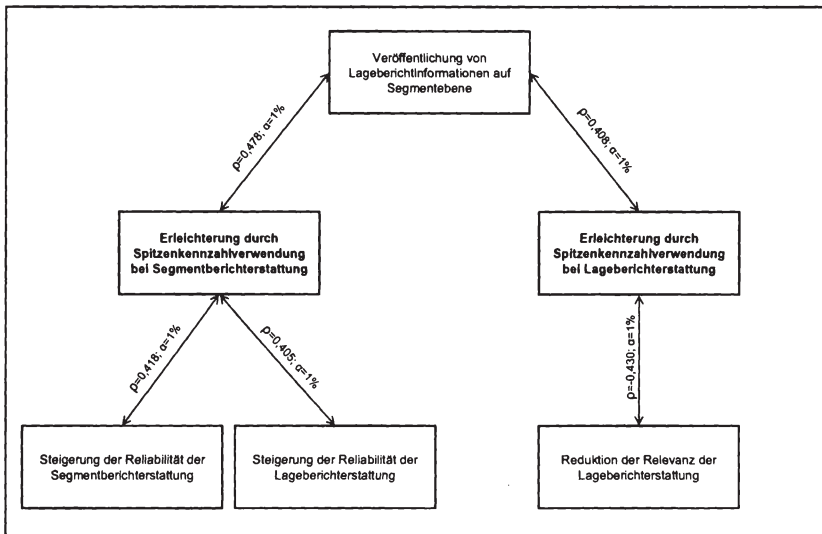 Veröffentlichung von
Lageberichtinformationen auf
Segmentebene
ρ=0,478; α=1%
ρ=0,408; α=1%
Erleichterung durch
Spitzenkennzahlverwendung
bei Segmentberichterstattung
Erleichterung durch
Spitzenkennzahlverwendung
bei Lageberichterstattung
ρ=0,418; α=1%
ρ=0,405; α=1%
ρ=-0,430; α=1%
Steigerung der Reliabilität der
Segmentberichterstattung
Steigerung der Reliabilität der
Lageberichterstattung
Reduktion der Relevanz der
Lageberichterstattung